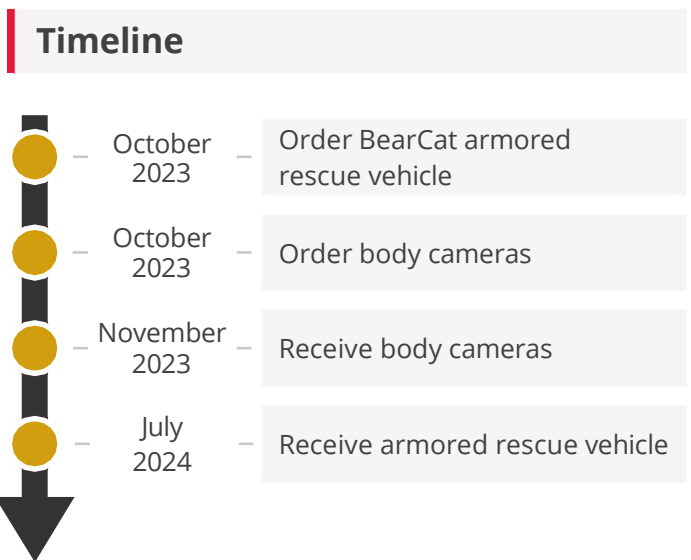 Timeline
October
2023
Order BearCat armored
rescue vehicle
October
2023
Order body cameras
November
2023
Receive body cameras
July
2024
Receive armored rescue vehicle